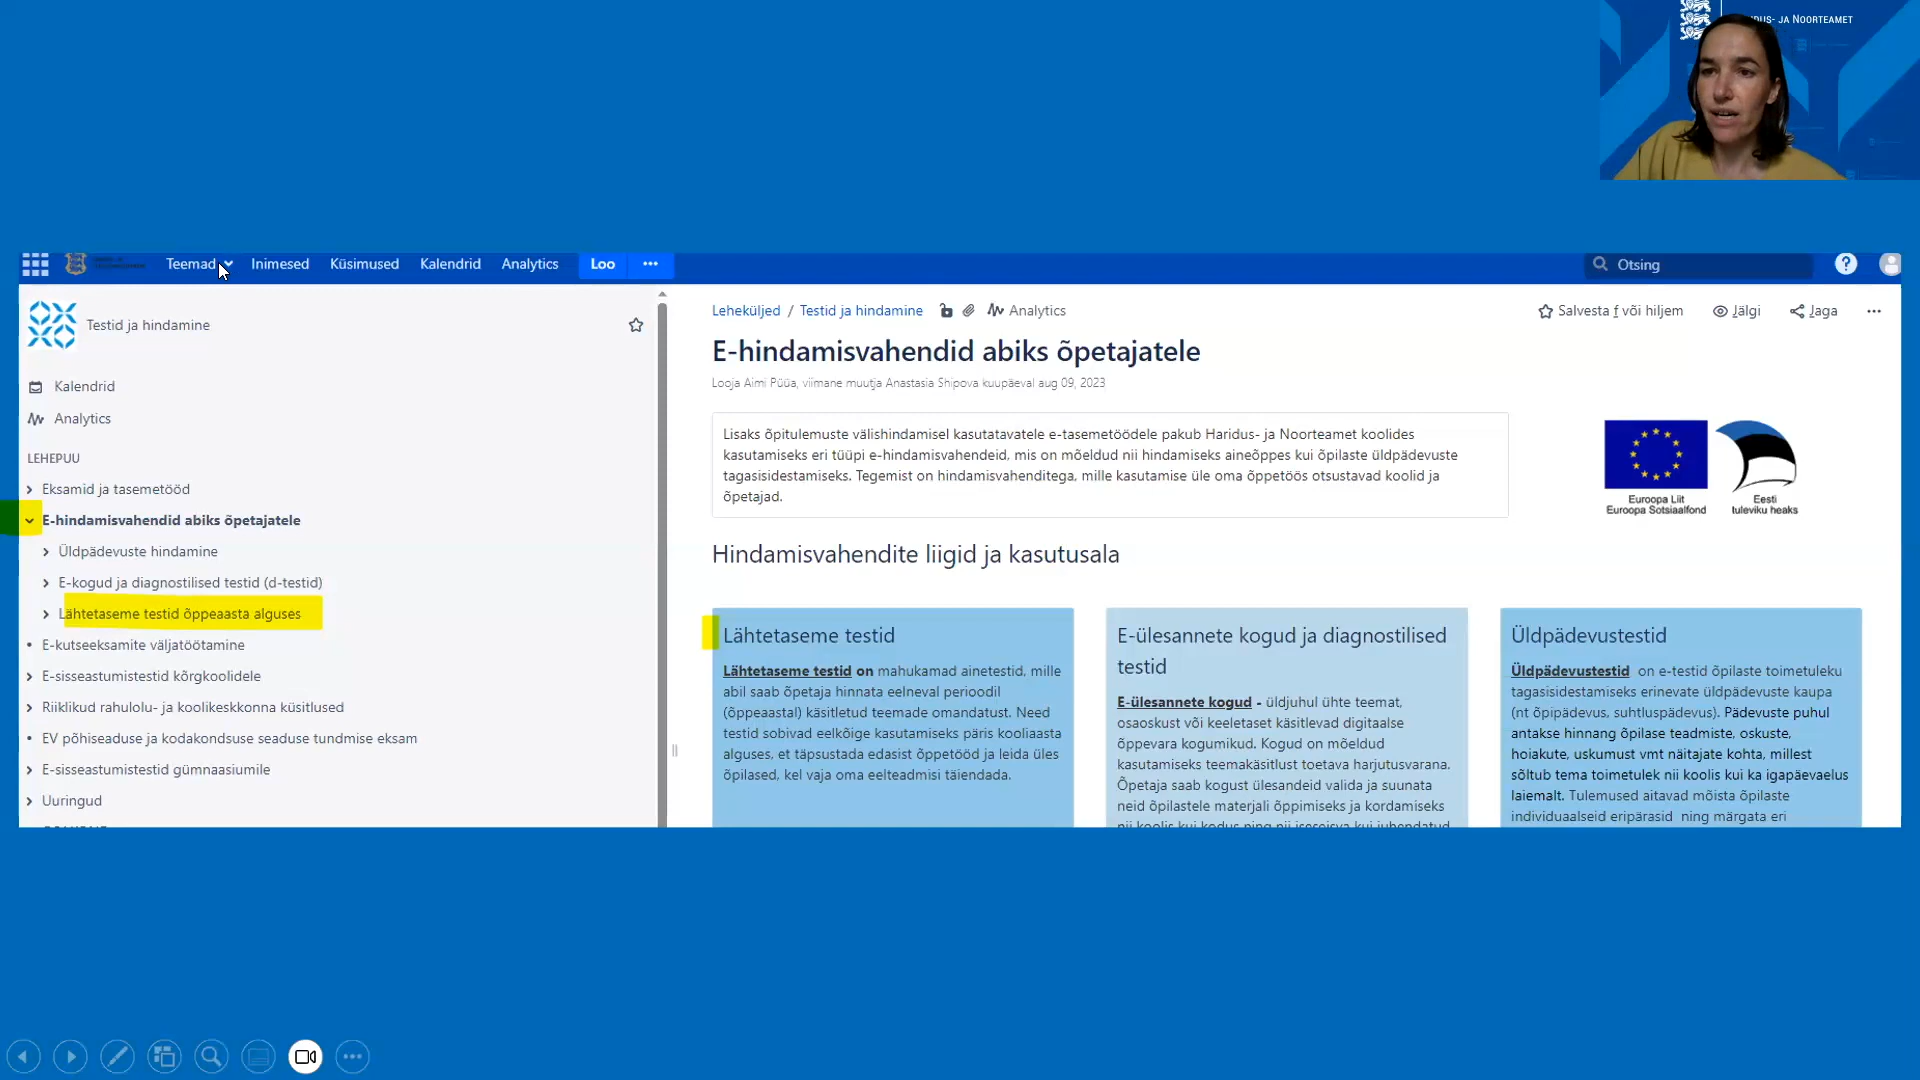 DUS- JA NOORTEAMET
Teemad
Inimesed
Küsimused
Kalendrid
Analytics
Loo
Otsing
Testid ja hindamine
Kalendrid
Analytics
LEHEPUU
Eksamid ja tasemetööd
E-hindamisvahendid abiks õpetajatele
Üldpädevuste hindamine
E-kogud ja diagnostilised testid (d-testid)
Lähtetaseme testid õppeaasta alguses
E-kutseeksamite väljatöötamine
E-sisseastumistestid kõrgkoolidele
Riiklikud rahulolu- ja koolikeskkonna küsitlused
EV põhiseaduse ja kodakondsuse seaduse tundmise eksam
E-sisseastumistestid gümnaasiumile
Uuringud
Leheküljed / Testid ja hindamine
Analytics
Salvesta f või hiljem
Jälgi
Jaga
E-hindamisvahendid abiks õpetajatele
Looja Aimi Püüa, viimane muutja Anastasia Shipova kuupäeval aug 09, 2023
Lisaks õpitulemuste välishindamisel kasutatavatele e-tasemetöödele pakub Haridus- ja Noorteamet koolides
kasutamiseks eri tüüpi e-hindamisvahendeid, mis on mõeldud nii hindamiseks aineõppes kui õpilaste üldpädevuste
tagasisidestamiseks. Tegemist on hindamisvahenditega, mille kasutamise üle oma õppetöös otsustavad koolid ja
õpetajad.
Euroopa Liit
Euroopa Sotsiaalfond
Eesti
tuleviku heaks
Hindamisvahendite liigid ja kasutusala
Lähtetaseme testid
Lähtetaseme testid on mahukamad ainetestid, mille
abil saab õpetaja hinnata eelneval perioodil
(õppeaastal) käsitletud teemade omandatust. Need
testid sobivad eelkõige kasutamiseks päris kooliaasta
alguses, et täpsustada edasist õppetööd ja leida üles
õpilased, kel vaja oma eelteadmisi täiendada.
E-ülesannete kogud ja diagnostilised
testid
E-ülesannete kogud - üldjuhul ühte teemat,
osaoskust või keeletaset käsitlevad digitaalse
õppevara kogumikud. Kogud on mõeldud
kasutamiseks teemakäsitlust toetava harjutusvarana.
Õpetaja saab kogust ülesandeid valida ja suunata
neid õpilastele materjali õppimiseks ja kordamiseks
nii koolis kui kodus ning nii iseseisva kui juhendatud
Üldpädevustestid
Üldpädevustestid on e-testid õpilaste toimetuleku
tagasisidestamiseks erinevate üldpädevuste kaupa
(nt õpipädevus, suhtluspädevus). Pädevuste puhul
antakse hinnang õpilase teadmiste, oskuste,
hoiakute, uskumust vmt näitajate kohta, millest
sõltub tema toimetulek nii koolis kui ka igapäevaelus
laiemalt. Tulemused aitavad mõista õpilaste
individuaalseid eripärasid ning märgata eri